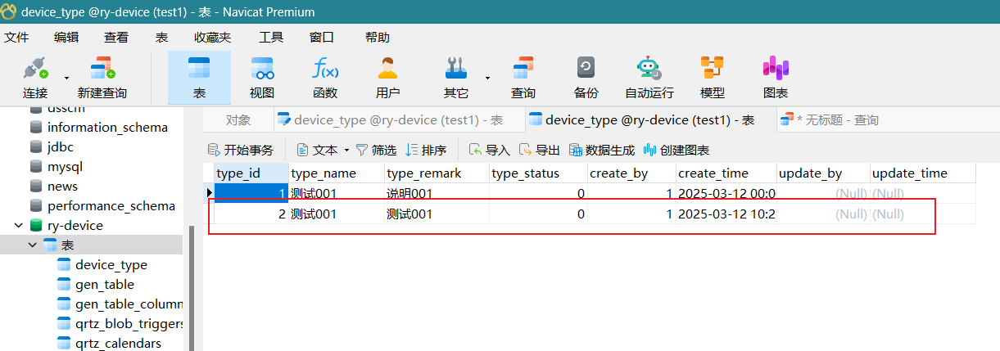 device_type @ry-device (test1) - 表 - Navicat Premium
文件 编辑 查看 表 收藏夹 工具 窗口 帮助
连接 新建查询 表 视图 函数 用户 其它 查询 备份 自动运行 模型 图表
对象 device_type @ry-device (test1) - 表 device_type @ry-device (test1) - 表 * 无标题 - 查询
开始事务 文本 筛选 排序 导入 导出 数据生成 创建图表
information_schema
jdbc
mysql
news
performance_schema
ry-device
表
device_type
gen_table
gen_table_column
qrtz_blob_triggers
qrtz_calendars
type_id type_name type_remark type_status create_by create_time update_by update_time
1 测试001 说明001 0 1 2025-03-12 00:0 (Null) (Null)
2 测试001 测试001 0 1 2025-03-12 10:2 (Null) (Null)